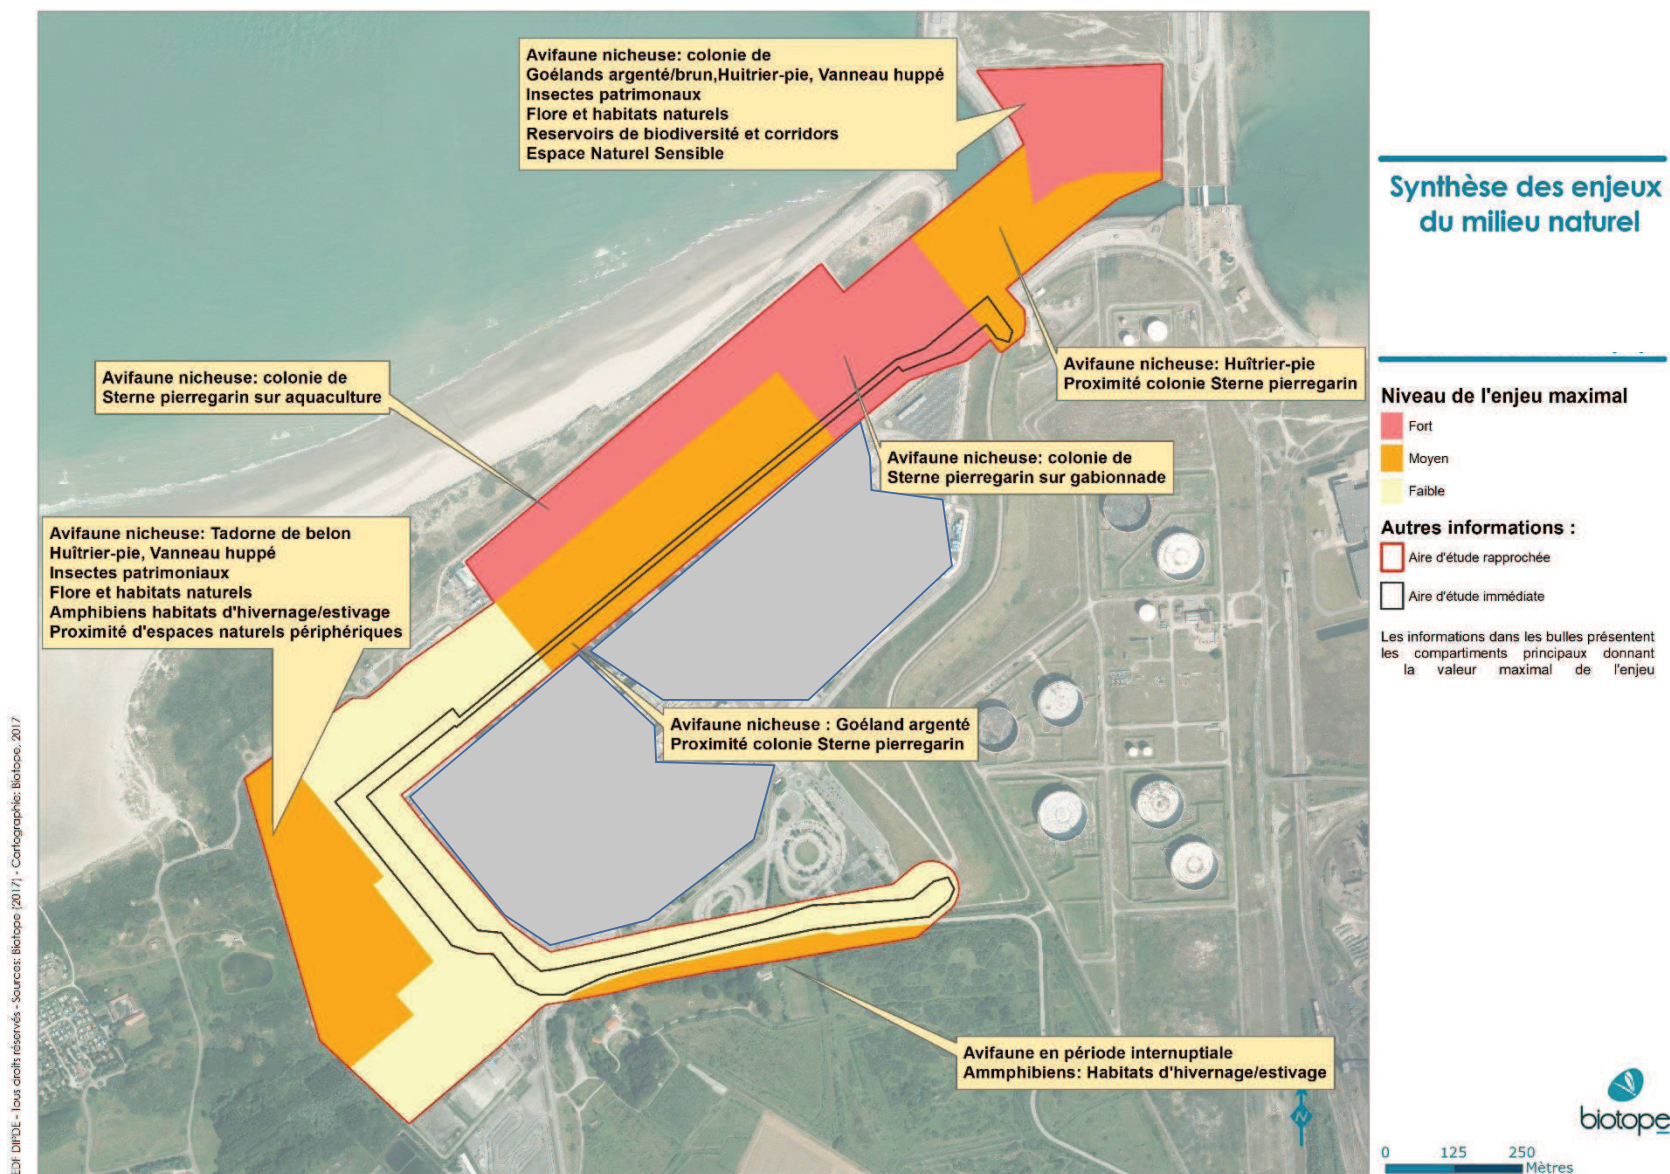 Avifaune nicheuse: colonie de
Goélands argenté/brun,Huitrier-pie, Vanneau huppé
Insectes patrimonaux
Flore et habitats naturels
Reservoirs de biodiversité et corridors
Espace Naturel Sensible
Avifaune nicheuse: colonie de
Sterne pierregarin sur aquaculture
Avifaune nicheuse: Huîtrier-pie
Proximité colonie Sterne pierregarin
Avifaune nicheuse: colonie de
Sterne pierregarin sur gabionnade
Avifaune nicheuse: Tadorne de belon
Huîtrier-pie, Vanneau huppé
Insectes patrimoniaux
Flore et habitats naturels
Amphibiens habitats d'hivernage/estivage
Proximité d'espaces naturels périphériques
Avifaune nicheuse : Goéland argenté
Proximité colonie Sterne pierregarin
Avifaune en période internuptiale
Ammphibiens: Habitats d'hivernage/estivage
N
Synthèse des enjeux
du milieu naturel
Niveau de l'enjeu maximal
Fort
Moyen
Faible
Autres informations :
Aire d'étude rapprochée
Aire d'étude immédiate
Les informations dans les bulles présentent
les compartiments principaux donnant
la valeur maximal de l'enjeu
biotope
0 125 250
Mètres
EDF DIPDE - Tous droits réservés - Sources: Biotope (2017) - Cartographie: Biotope, 2017